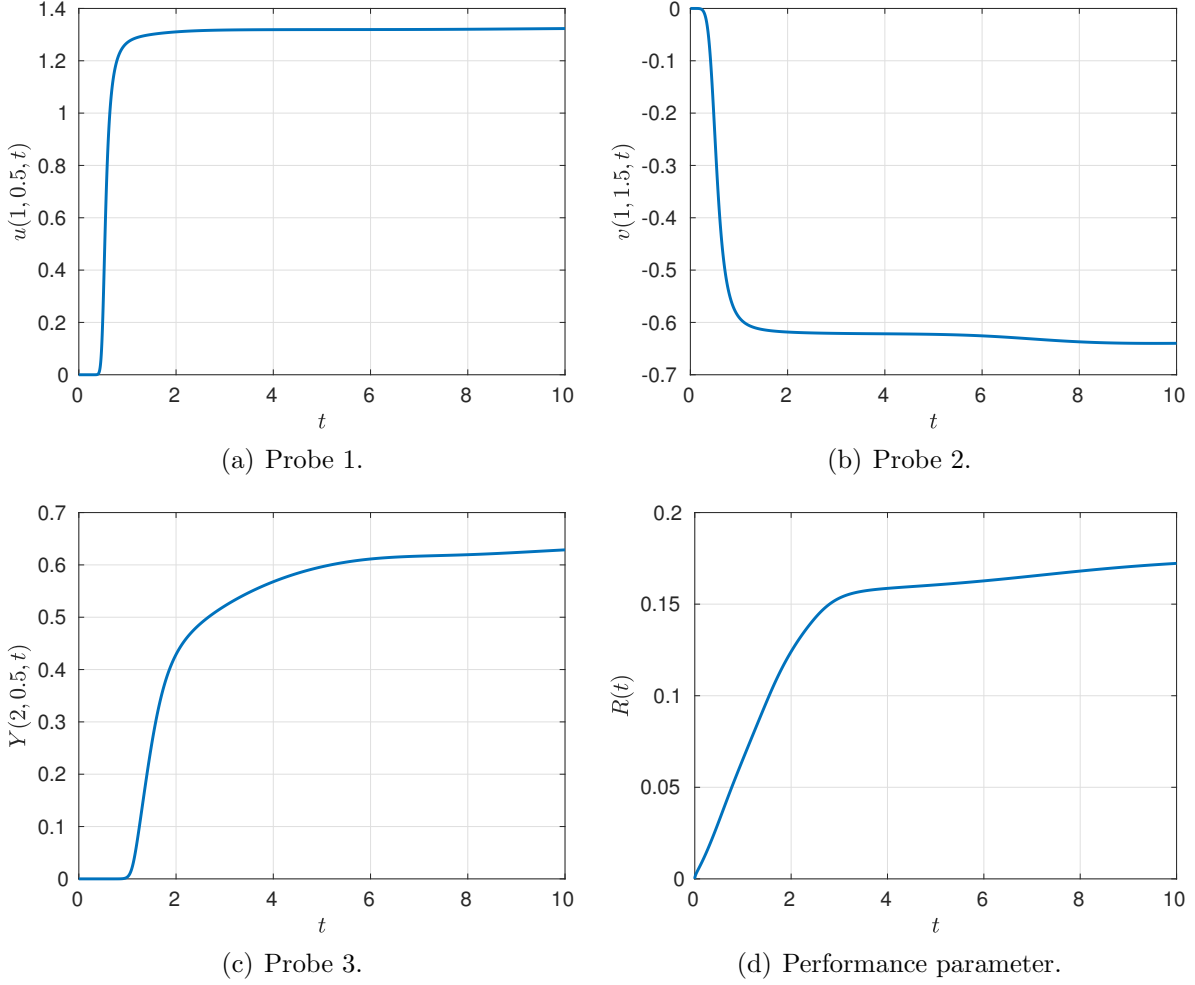 1.4
1.2
1
0.8
0.6
0.4
0.2
0
u(1, 0.5, t)
0 2 4 6 8 10
t
(a) Probe 1.
0
-0.1
-0.2
-0.3
-0.4
-0.5
-0.6
-0.7
v(1, 1.5, t)
0 2 4 6 8 10
t
(b) Probe 2.
0.7
0.6
0.5
0.4
0.3
0.2
0.1
0
Y(2, 0.5, t)
0 2 4 6 8 10
t
(c) Probe 3.
0.2
0.15
0.1
0.05
0
R(t)
0 2 4 6 8 10
t
(d) Performance parameter.